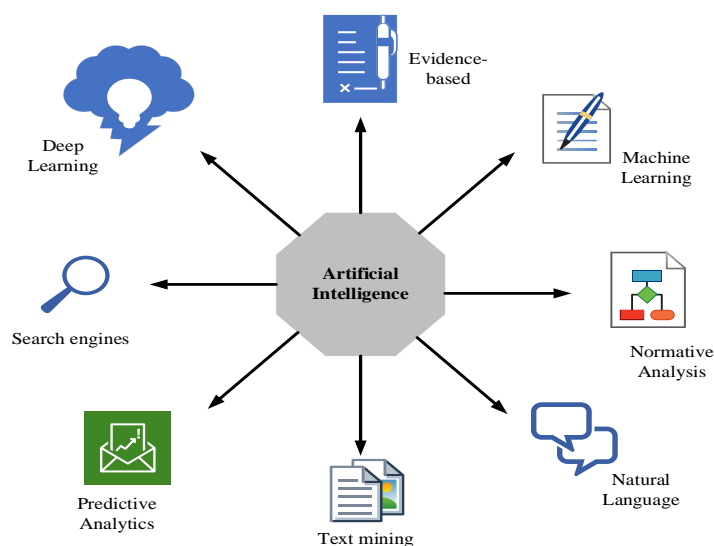 Evidence-
based
Deep
Learning
Machine
Learning
Artificial
Intelligence
Search engines
Normative
Analysis
Predictive
Analytics
Natural
Language
Text mining